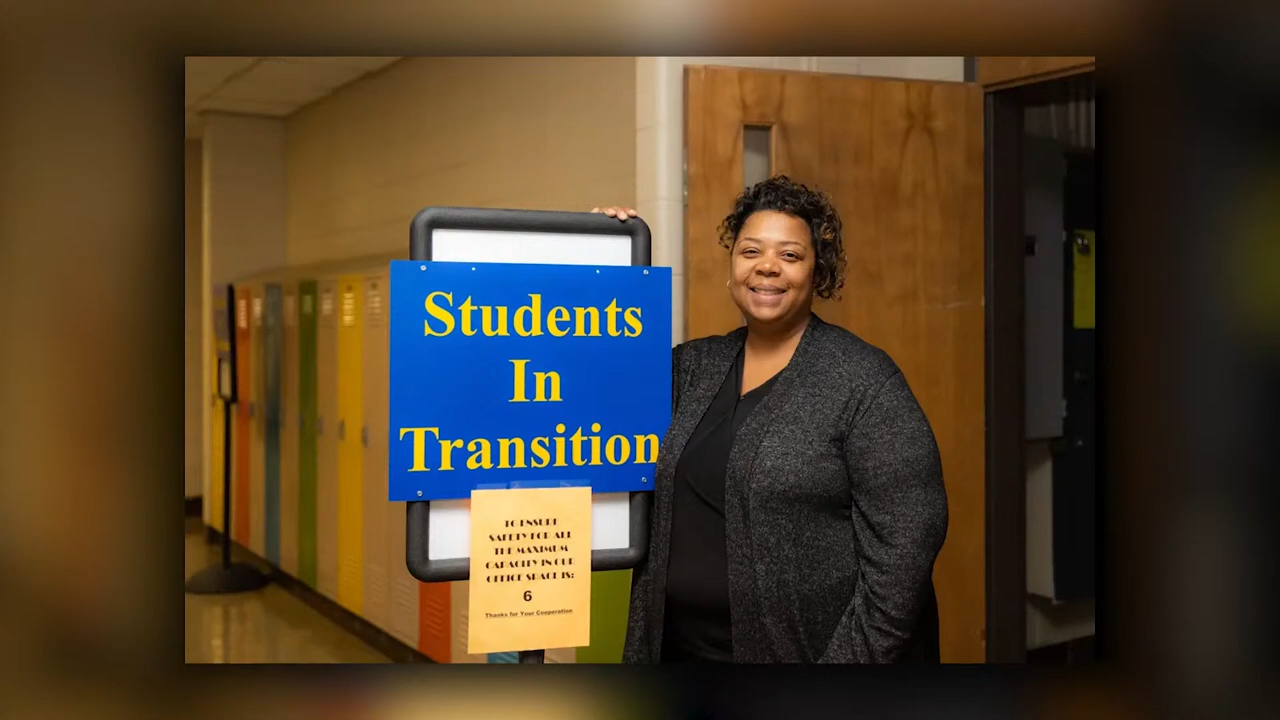 Students
In
Transition
TO ENSURE
SAFETY FOR ALL
THE MAXIMUM
CAPACITY IN OUR
OFFICE SPACE IS:
6
Thanks for Your Cooperation